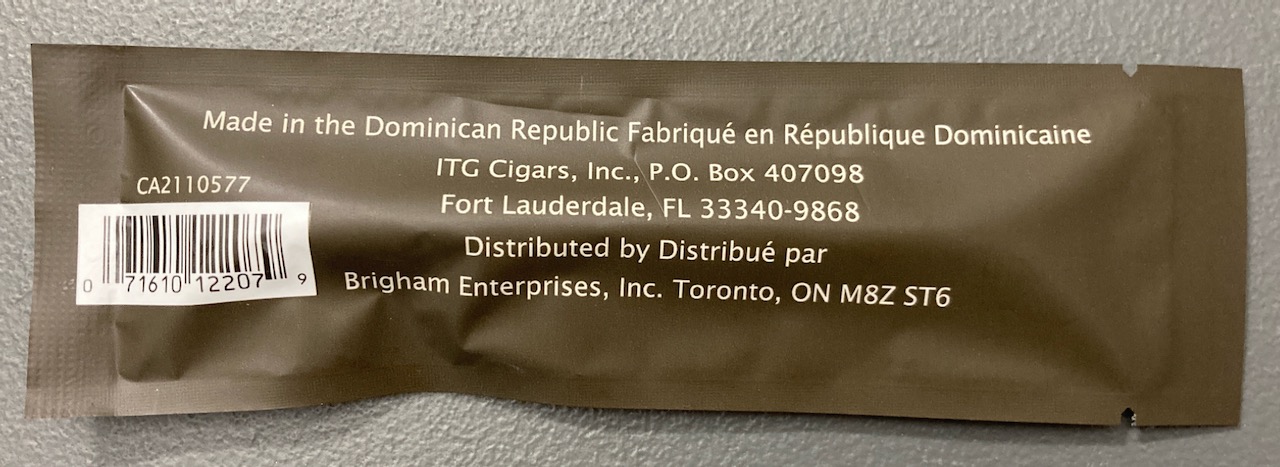 Made in the Dominican Republic Fabriqué en République Dominicaine
ITG Cigars, Inc., P.O. Box 407098
Fort Lauderdale, FL 33340-9868
Distributed by Distribué par
Brigham Enterprises, Inc. Toronto, ON M8Z ST6
CA2110577
0 71610 12207 9